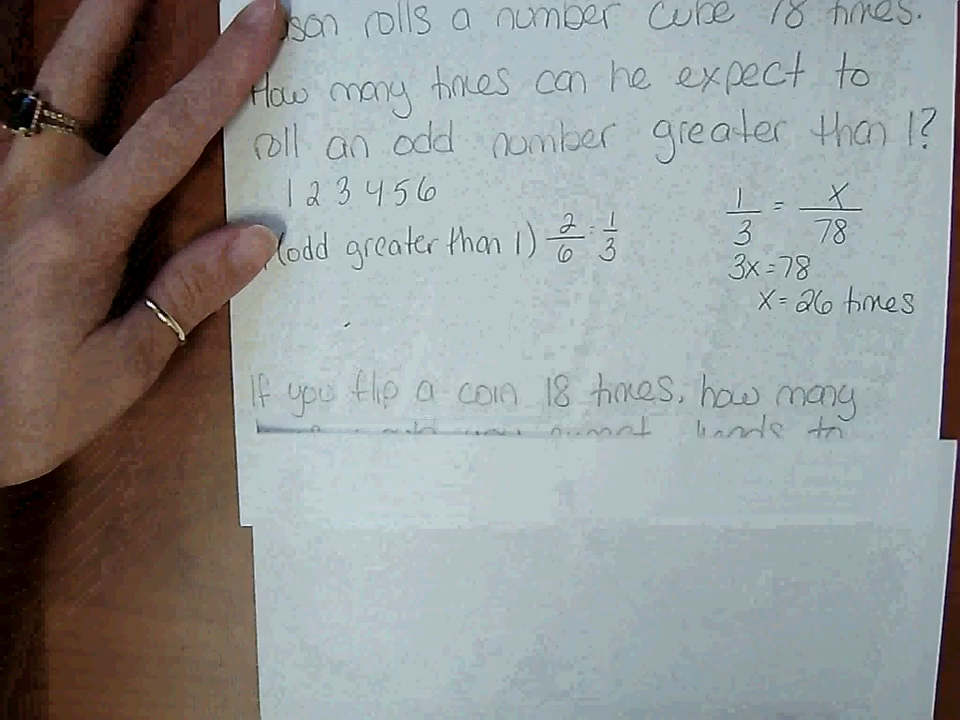 son rolls a number cube 78 times.
How many times can he expect to
roll an odd number greater than 1?
1 2 3 4 5 6
(odd greater than 1) 2/6 = 1/3
1/3 = x/78
3x = 78
x = 26 times
If you flip a coin 18 times, how many